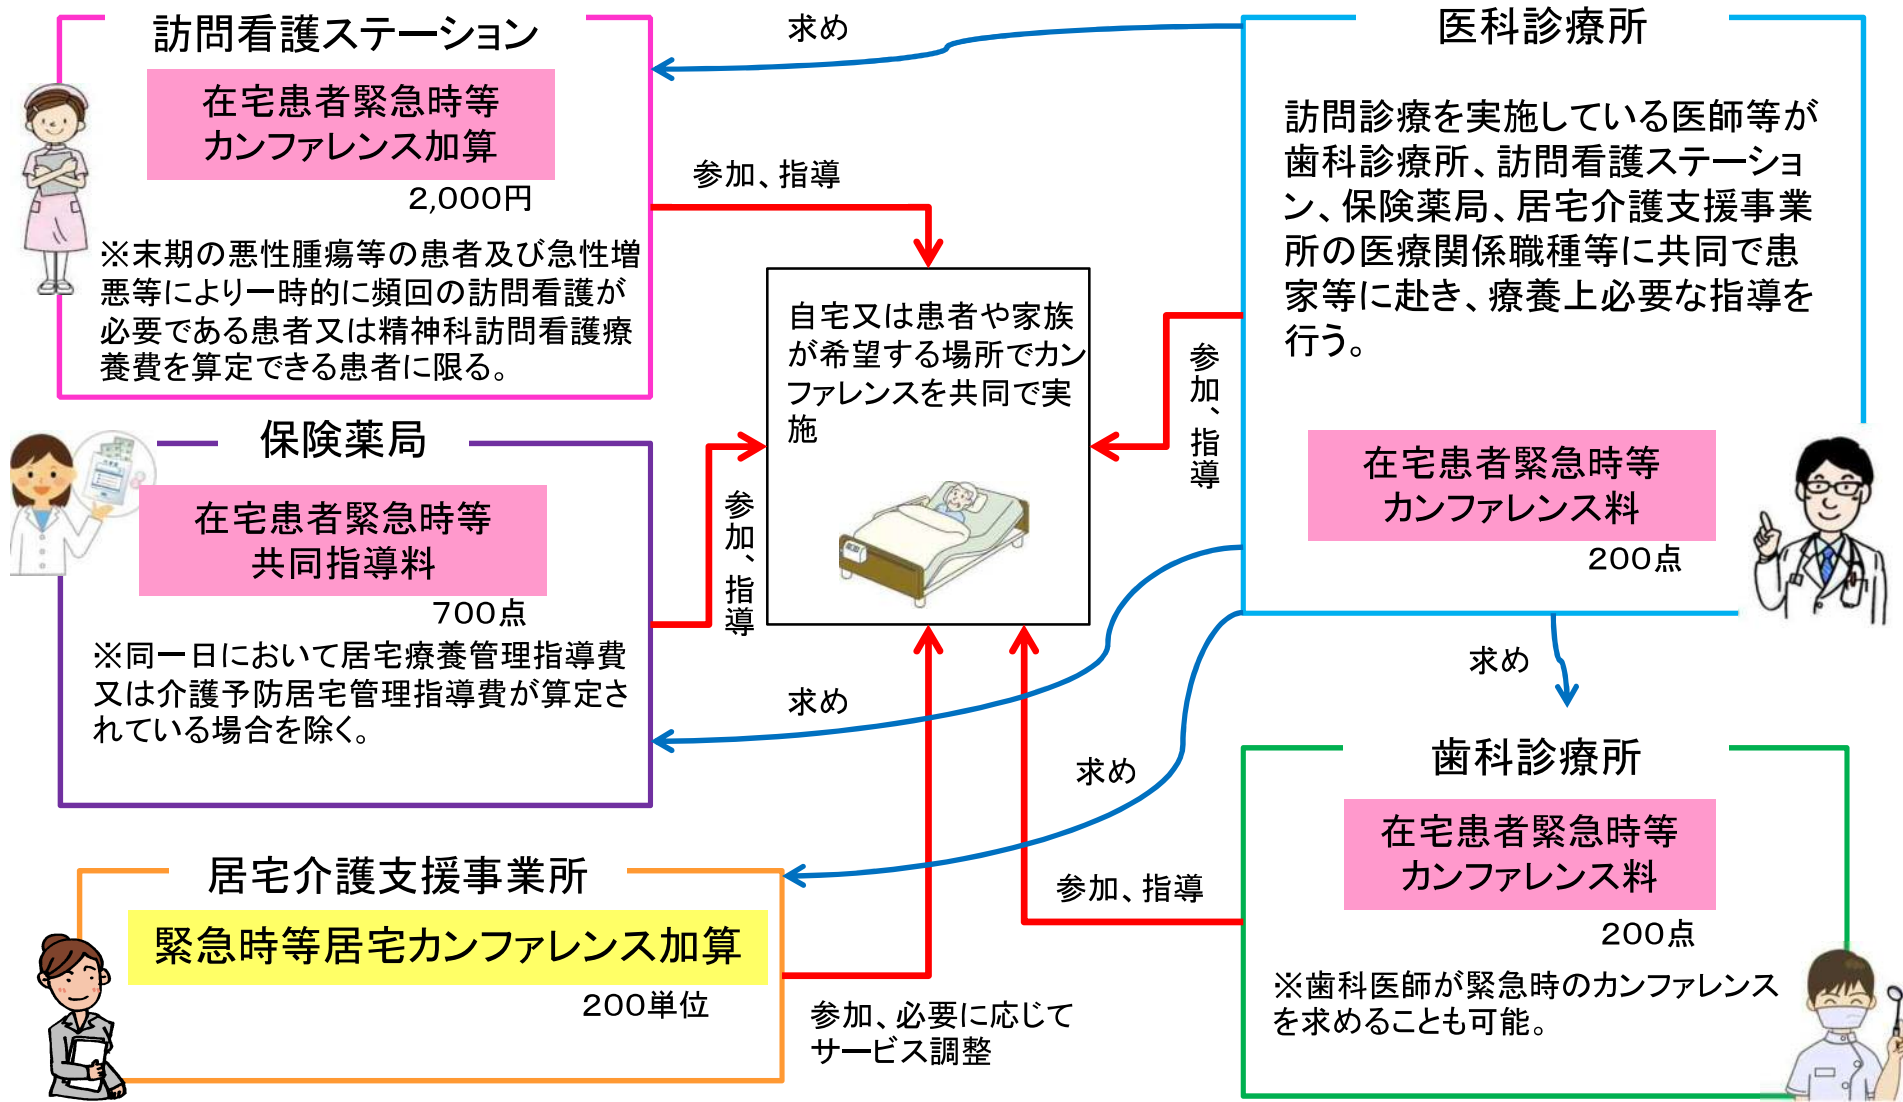 訪問看護ステーション
在宅患者緊急時等
カンファレンス加算
2,000円
※末期の悪性腫瘍等の患者及び急性増
悪等により一時的に頻回の訪問看護が
必要である患者又は精神科訪問看護療
養費を算定できる患者に限る。
求め
参加、指導
医科診療所
訪問診療を実施している医師等が
歯科診療所、訪問看護ステーショ
ン、保険薬局、居宅介護支援事業
所の医療関係職種等に共同で患
家等に赴き、療養上必要な指導を
行う。
在宅患者緊急時等
カンファレンス料
200点
参加、指導
自宅又は患者や家族
が希望する場所でカン
ファレンスを共同で実
施
保険薬局
在宅患者緊急時等
共同指導料
700点
※同一日において居宅療養管理指導費
又は介護予防居宅管理指導費が算定さ
れている場合を除く。
参加、指導
求め
求め
求め
居宅介護支援事業所
緊急時等居宅カンファレンス加算
200単位
参加、必要に応じて
サービス調整
参加、指導
歯科診療所
在宅患者緊急時等
カンファレンス料
200点
※歯科医師が緊急時のカンファレンス
を求めることも可能。